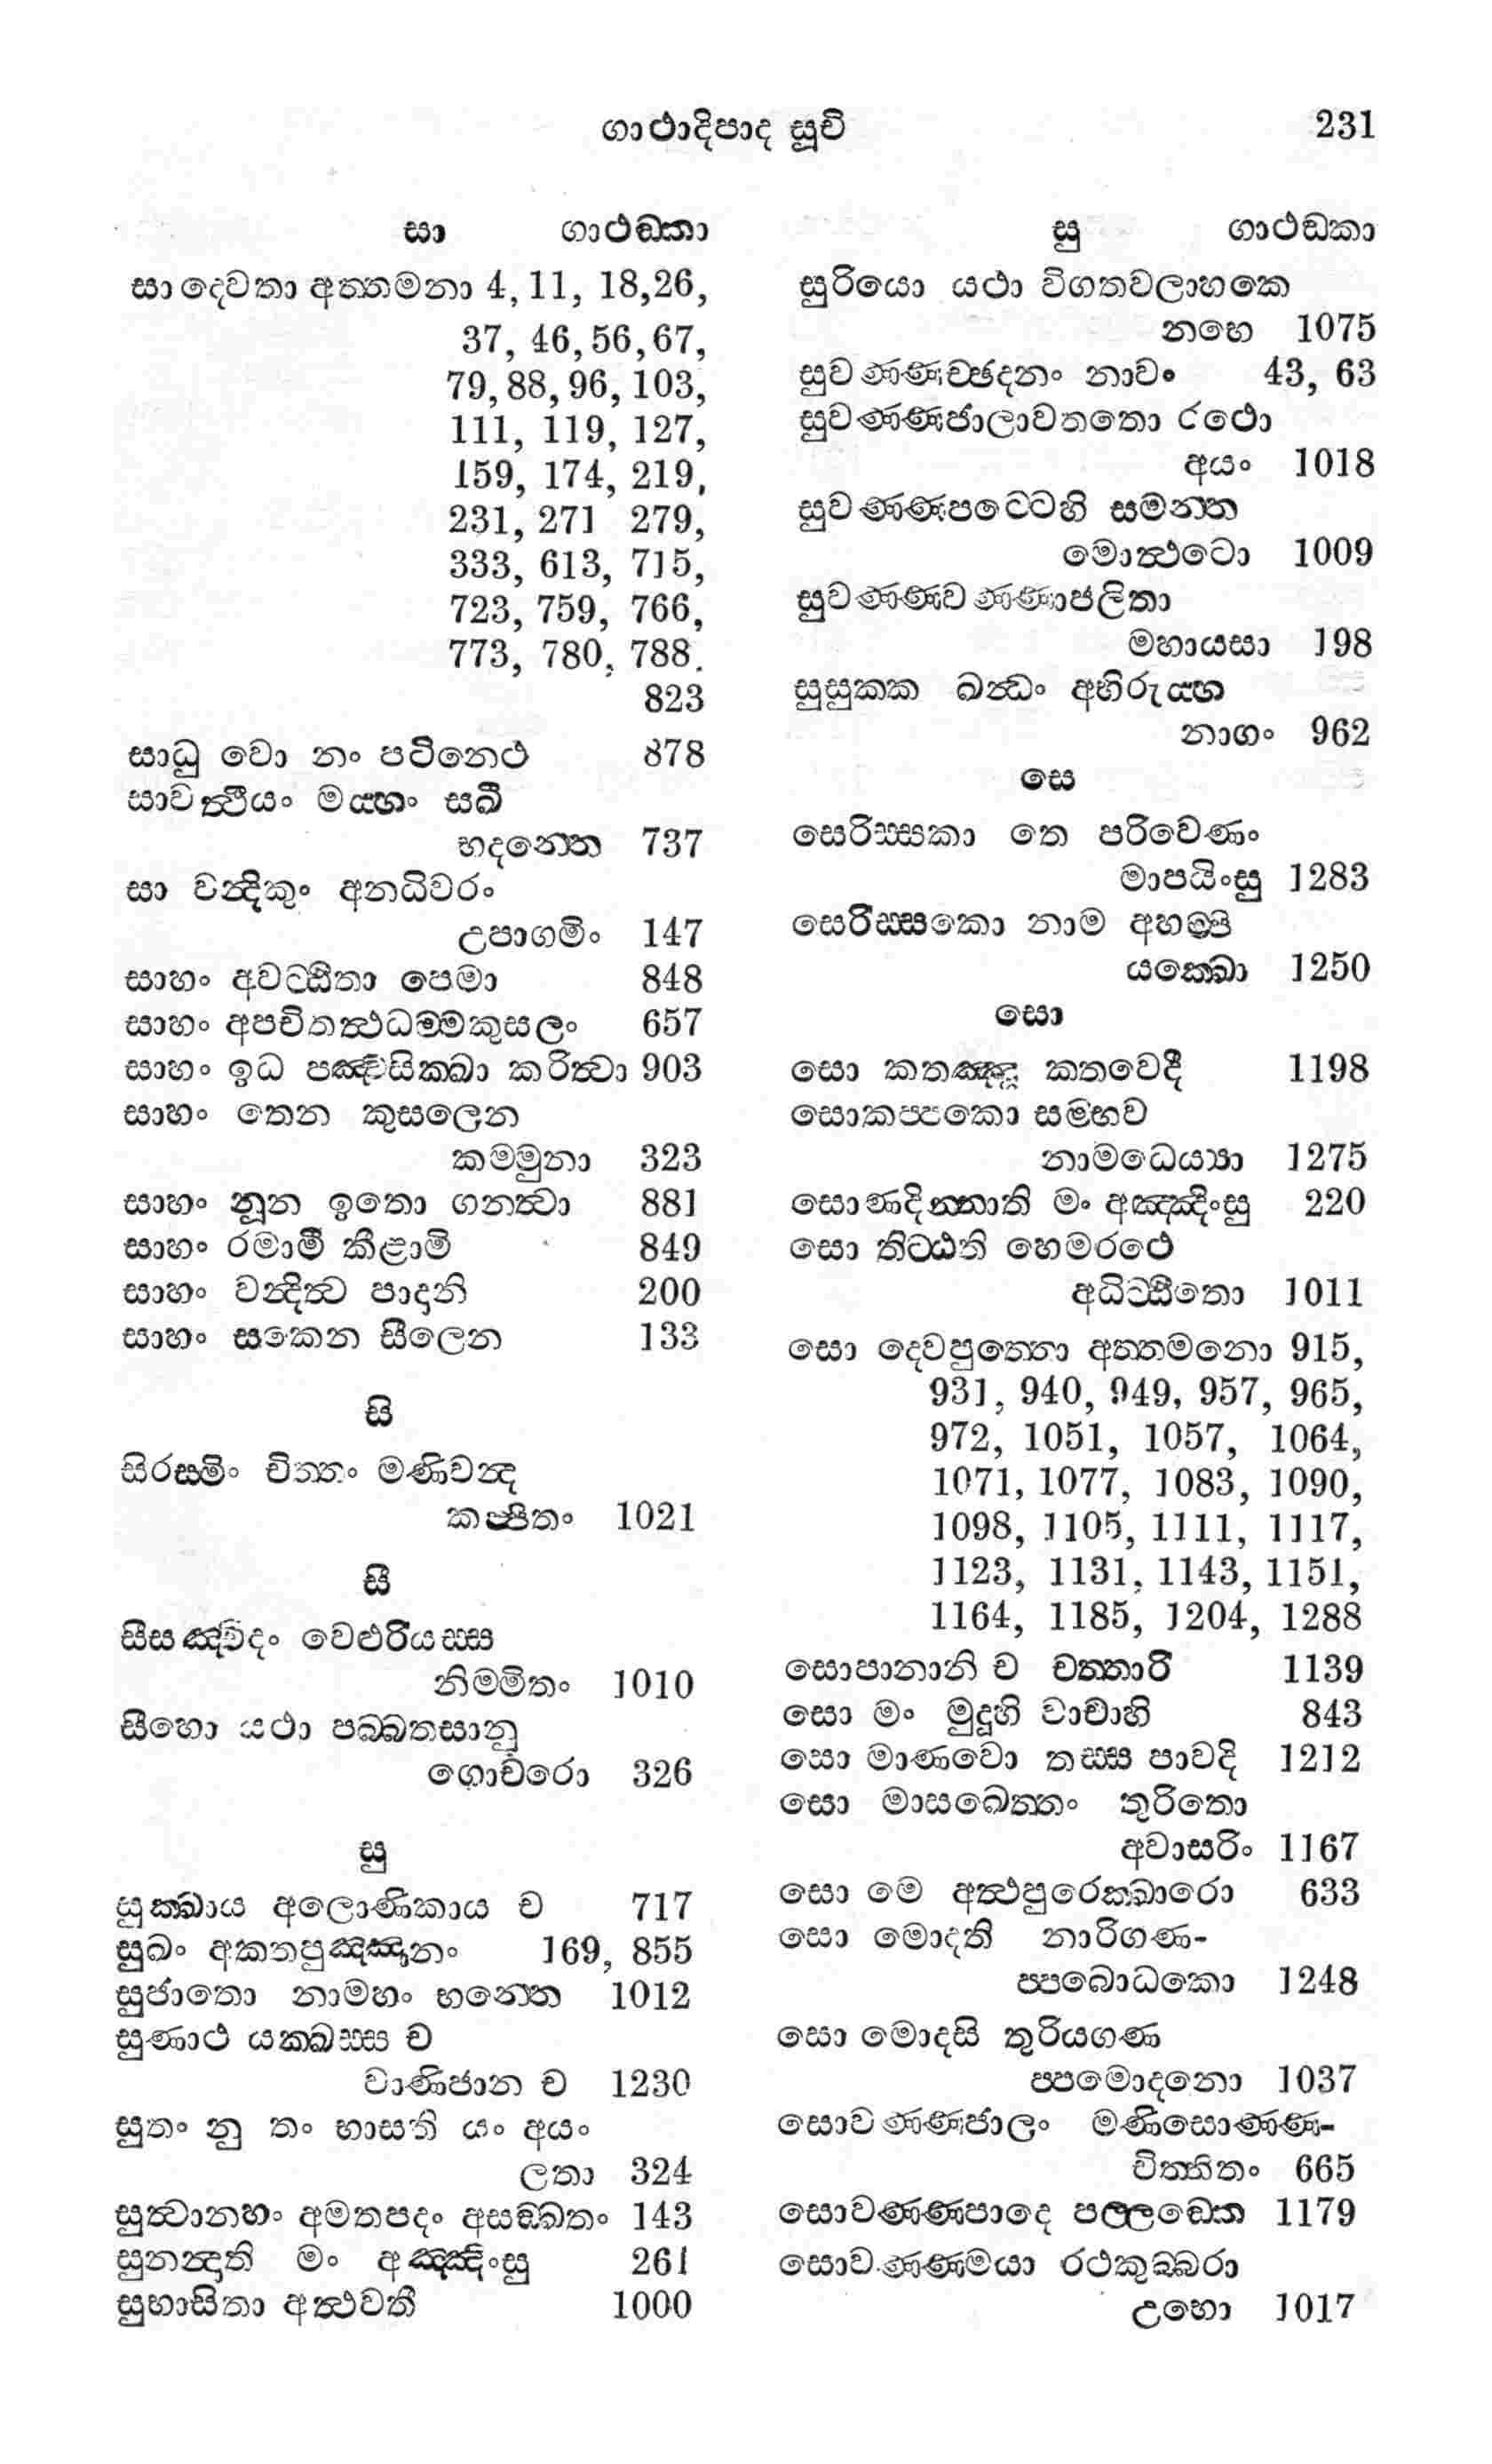 ගාථාදිපාද සූචි 231
සා ගාථඞ්කා
සා දෙවතා අත්තමනා 4, 11, 18,26,
37, 46, 56, 67,
79, 88, 96, 103,
111, 119, 127,
159, 174, 219,
231, 271 279,
333, 613, 715,
723, 759, 766,
773, 780, 788.
823
සාධු වො නං පටිනෙථ 878
සාවත්ථියං මය්හං සඛී
භදන්තෙ 737
සා වන්දිතුං අනධිවරං
උපාගමිං 147
සාහං අවට්ඨිතා පෙමා 848
සාහං අපචිතත්ථධම්මකුසලං 657
සාහං ඉධ පඤ්චසික්ඛා කරිත්වා 903
සාහං තෙන කුසලෙන
කම්මුනා 323
සාහං නූන ඉතො ගන්ත්වා 881
සාහං රමාමී කීළාමි 849
සාහං වන්දිත්ව පාදානි 200
සාහං සකෙන සීලෙන 133
සි
සිරස්මිං චිත්තං මණිවන්ද
කප්පිතං 1021
සී
සීසඤ්චිදං වෙළුරියස්ස
නිම්මිතං 1010
සීහො යථා පබ්බතසානු
ගොචරො 326
සු
සුක්ඛාය අලොණිකාය ච 717
සුඛං අකතපුඤ්ඤානං 169, 855
සුජාතො නාමහං භන්තෙ 1012
සුණාථ යක්ඛස්ස ච
වාණිජාන ච 1230
සුතං නු තං භාසති යං අයං
ලතා 324
සුත්වානහං අමතපදං අසඞ්ඛතං 143
සුනන්දාති මං අඤ්ඤිංසු 261
සුභාසිතා අත්ථවතී 1000
සු ගාථඞ්කා
සුරියො යථා විගතවලාහකෙ
නභෙ 1075
සුවණ්ණච්ඡදනං නාවං 43, 63
සුවණ්ණජාලාවතතො රථො
අයං 1018
සුවණ්ණපට්ටෙහි සමන්ත
මොත්ථටො 1009
සුවණ්ණවණ්ණාජලිතා
මහායසා 198
සුසුක්ක ඛන්ධං අභිරුය්හ
නාගං 962
සෙ
සෙරිස්සකා තෙ පරිවෙණං
මාපයිංසු 1283
සෙරිස්සකො නාම අහම්පි
යක්ඛො 1250
සො
සො කතඤ්ඤූ කතවෙදී 1198
සොකප්පකො සම්භව
නාමධෙය්‍යා 1275
සොණදින්නාති මං අඤ්ඤිංසු 220
සො තිට්ඨති හෙමරථෙ
අධිට්ඨිතො 1011
සො දෙවපුත්තො අත්තමනො 915,
931, 940, 949, 957, 965,
972, 1051, 1057, 1064,
1071, 1077, 1083, 1090,
1098, 1105, 1111, 1117,
1123, 1131, 1143, 1151,
1164, 1185, 1204, 1288
සොපානානි ච චත්තාරි 1139
සො මං මුදූහි වාචාහි 843
සො මාණවො තස්ස පාවදි 1212
සො මාසඛෙත්තං තුරිතො
අවාසරිං 1167
සො මෙ අත්ථපුරෙක්ඛාරො 633
සො මොදති නාරිගණ-
ප්පබොධකො 1248
සො මොදසි තුරියගණ
ප්පමොදනො 1037
සොවණ්ණජාලං මණිසොණ්ණ-
චිත්තිතං 665
සොවණ්ණපාදෙ පල්ලඞ්කෙ 1179
සොවණ්ණමයා රථකුබ්බරා
උභො 1017